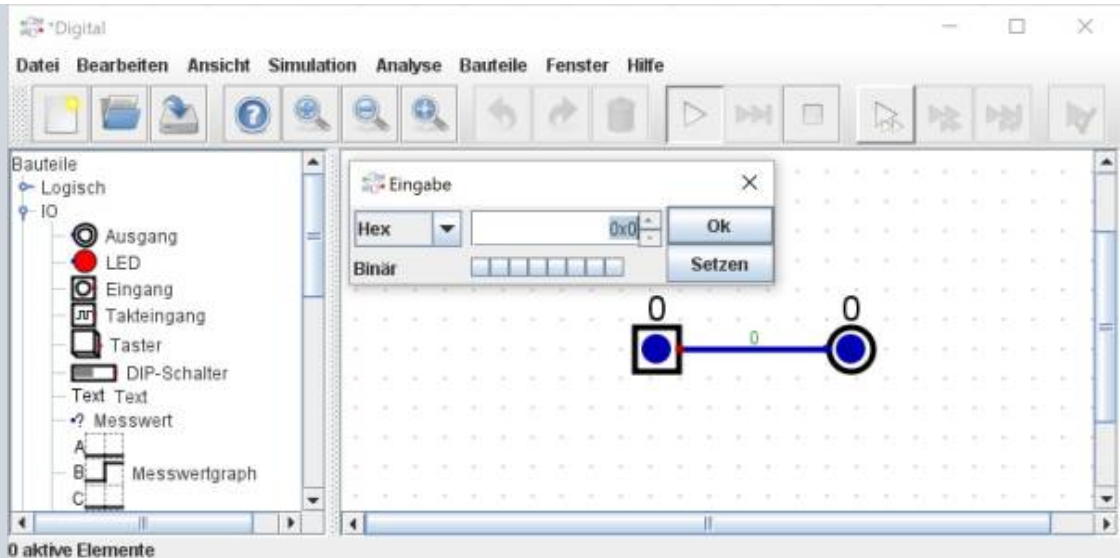 *Digital
Datei Bearbeiten Ansicht Simulation Analyse Bauteile Fenster Hilfe
Bauteile
Logisch
IO
Ausgang
LED
Eingang
Takteingang
Taster
DIP-Schalter
Text Text
? Messwert
A
B Messwertgraph
C
Eingabe
Hex 0x0 Ok
Binär Setzen
0 0
0
0 aktive Elemente